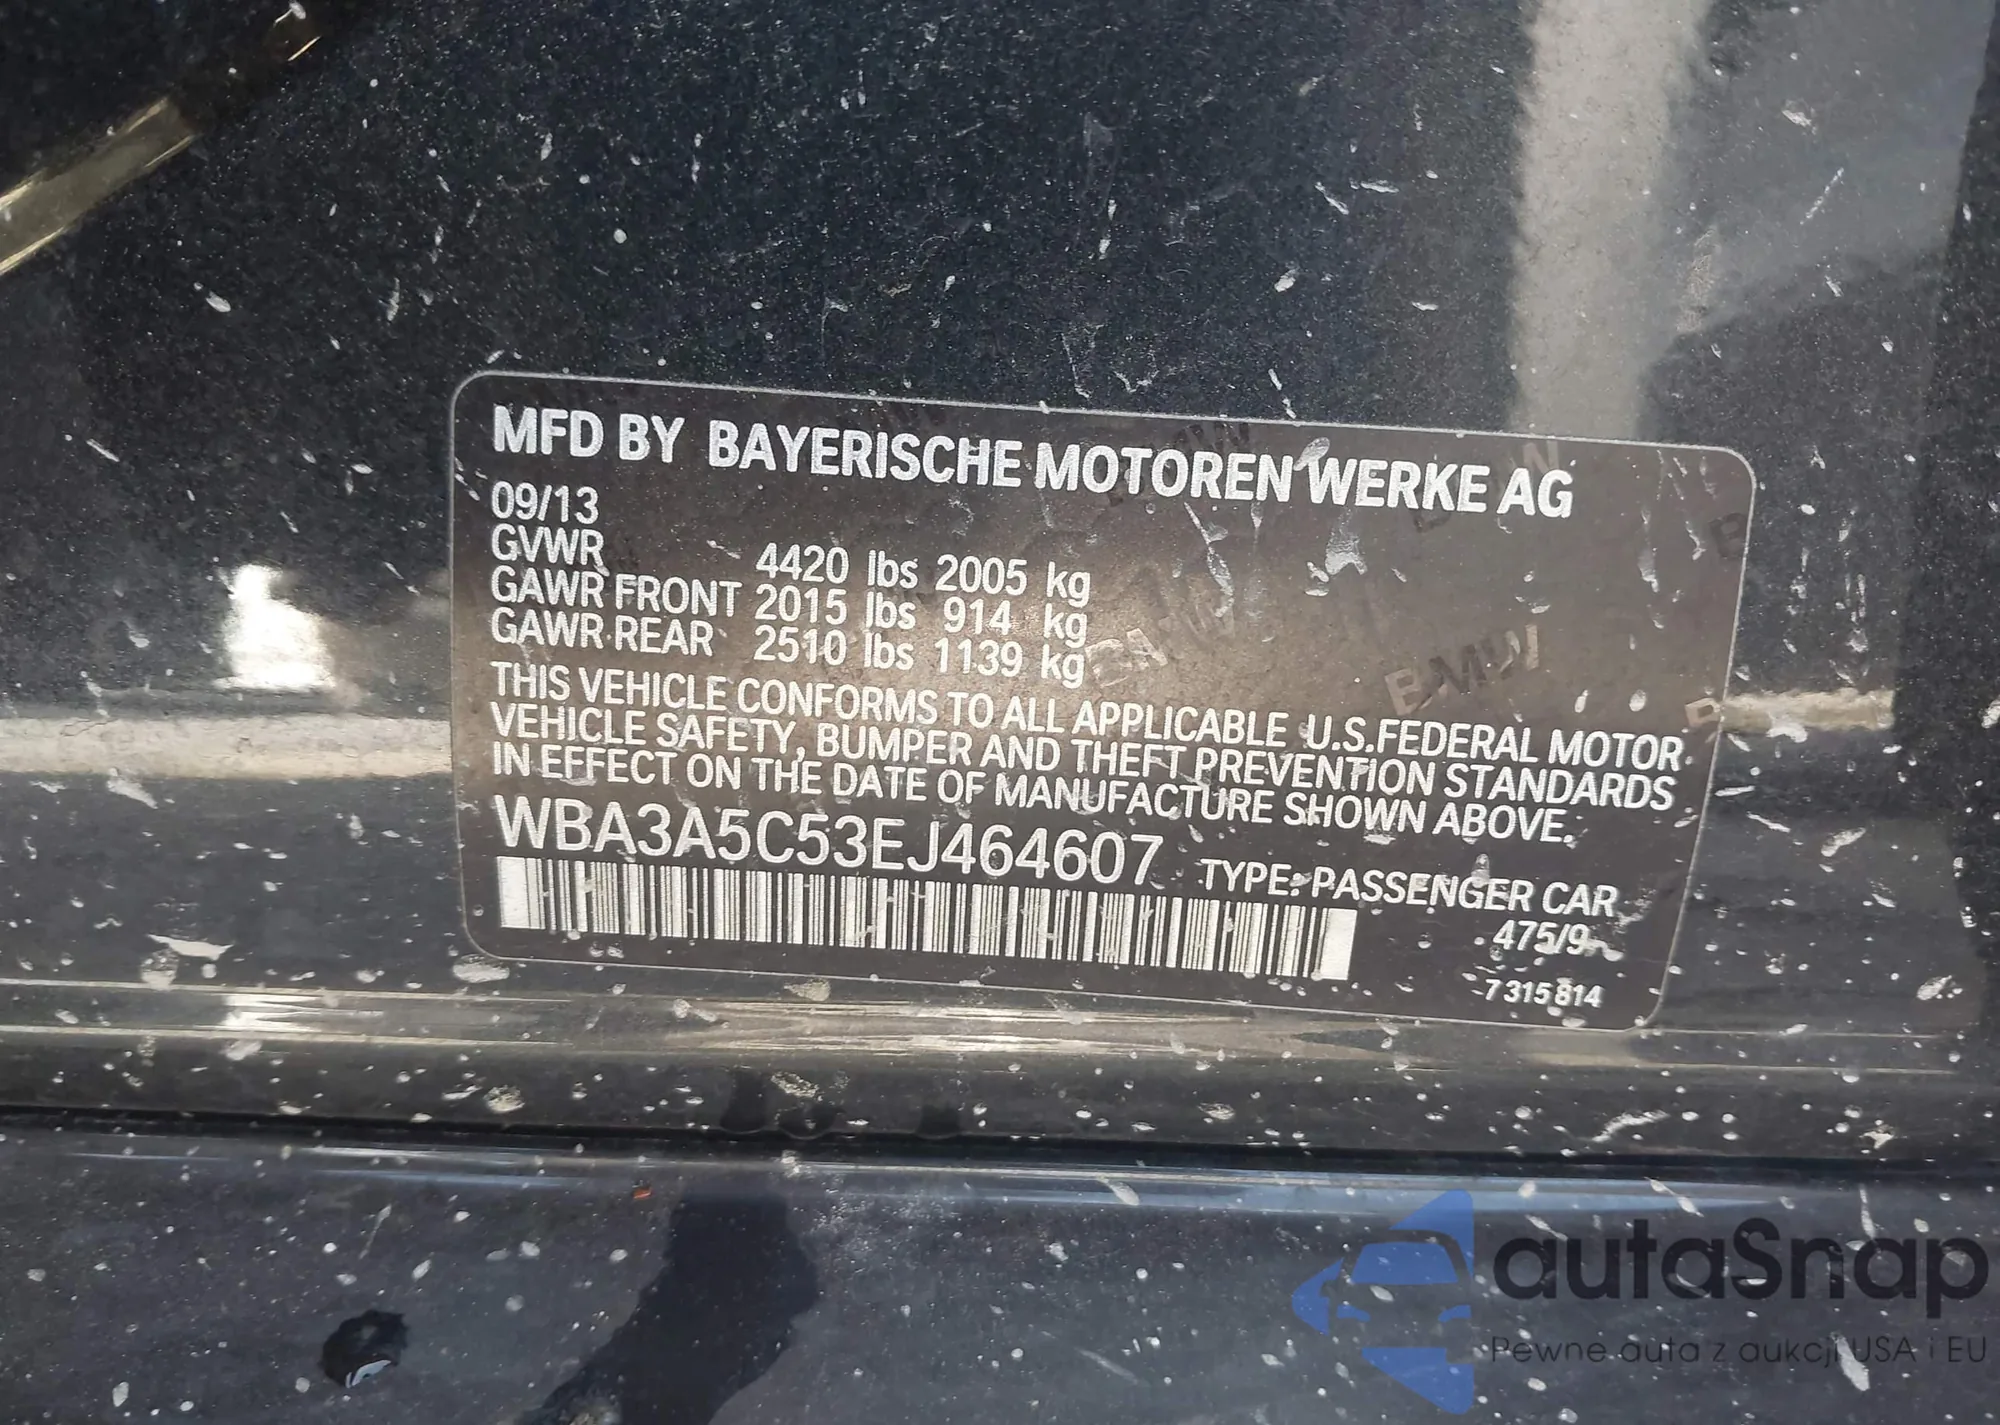 MFD BY BAYERISCHE MOTOREN WERKE AG
09/13
GVWR 4420 lbs 2005 kg
GAWR FRONT 2015 lbs 914 kg
GAWR REAR 2510 lbs 1139 kg
THIS VEHICLE CONFORMS TO ALL APPLICABLE U.S.FEDERAL MOTOR
VEHICLE SAFETY, BUMPER AND THEFT PREVENTION STANDARDS
IN EFFECT ON THE DATE OF MANUFACTURE SHOWN ABOVE.
WBA3A5C53EJ464607 TYPE: PASSENGER CAR
475/9
7 315 814
BMW
BMW
autaSnap
Pewne auta z aukcji USA i EU